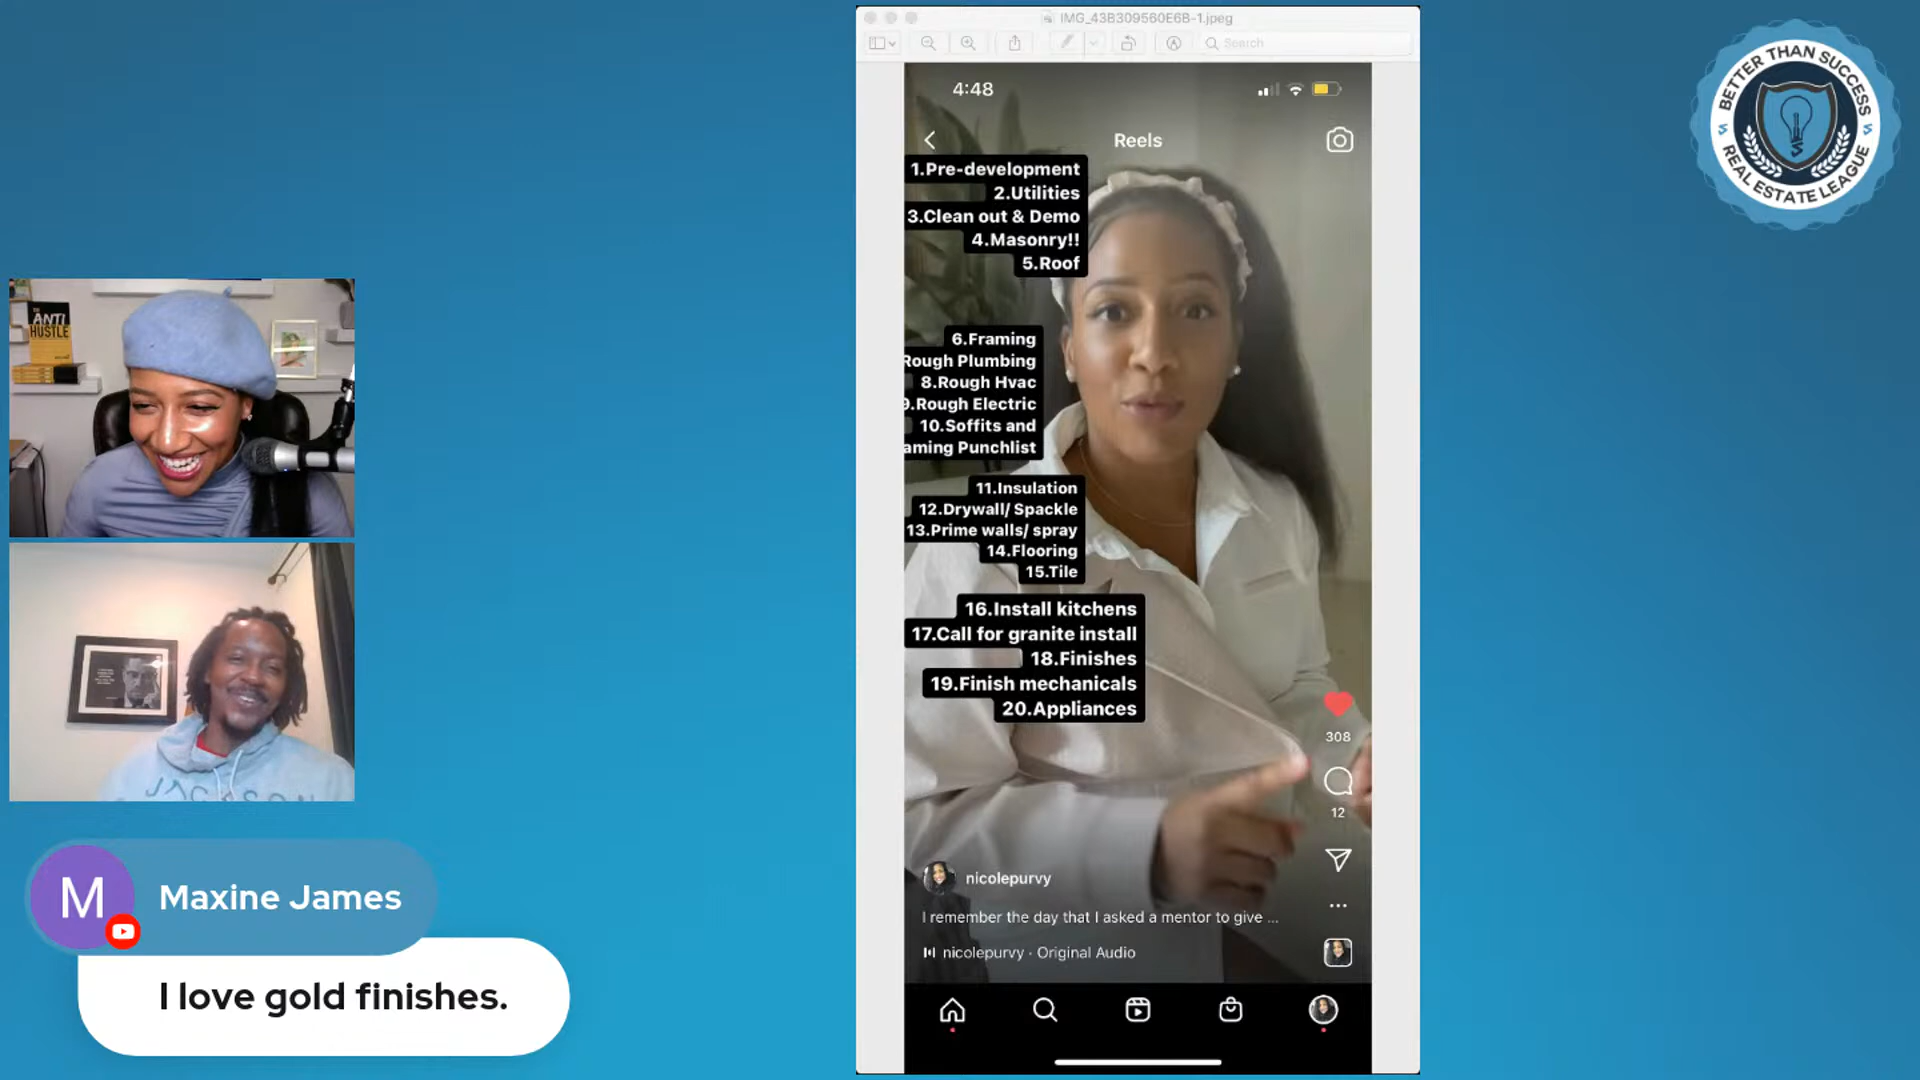 IMG_43B309560E6B-1.jpeg
Search
4:48
Reels
1.Pre-development
2.Utilities
3.Clean out & Demo
4.Masonry!!
5.Roof
6.Framing
Rough Plumbing
8.Rough Hvac
9.Rough Electric
10.Soffits and
aming Punchlist
11.Insulation
12.Drywall/ Spackle
13.Prime walls/ spray
14.Flooring
15.Tile
16.Install kitchens
17.Call for granite install
18.Finishes
19.Finish mechanicals
20.Appliances
308
12
nicolepurvy
I remember the day that I asked a mentor to give ...
nicolepurvy · Original Audio
BETTER THAN SUCCESS
REAL ESTATE LEAGUE
ANTI
HUSTLE
JACKSON
M
Maxine James
I love gold finishes.